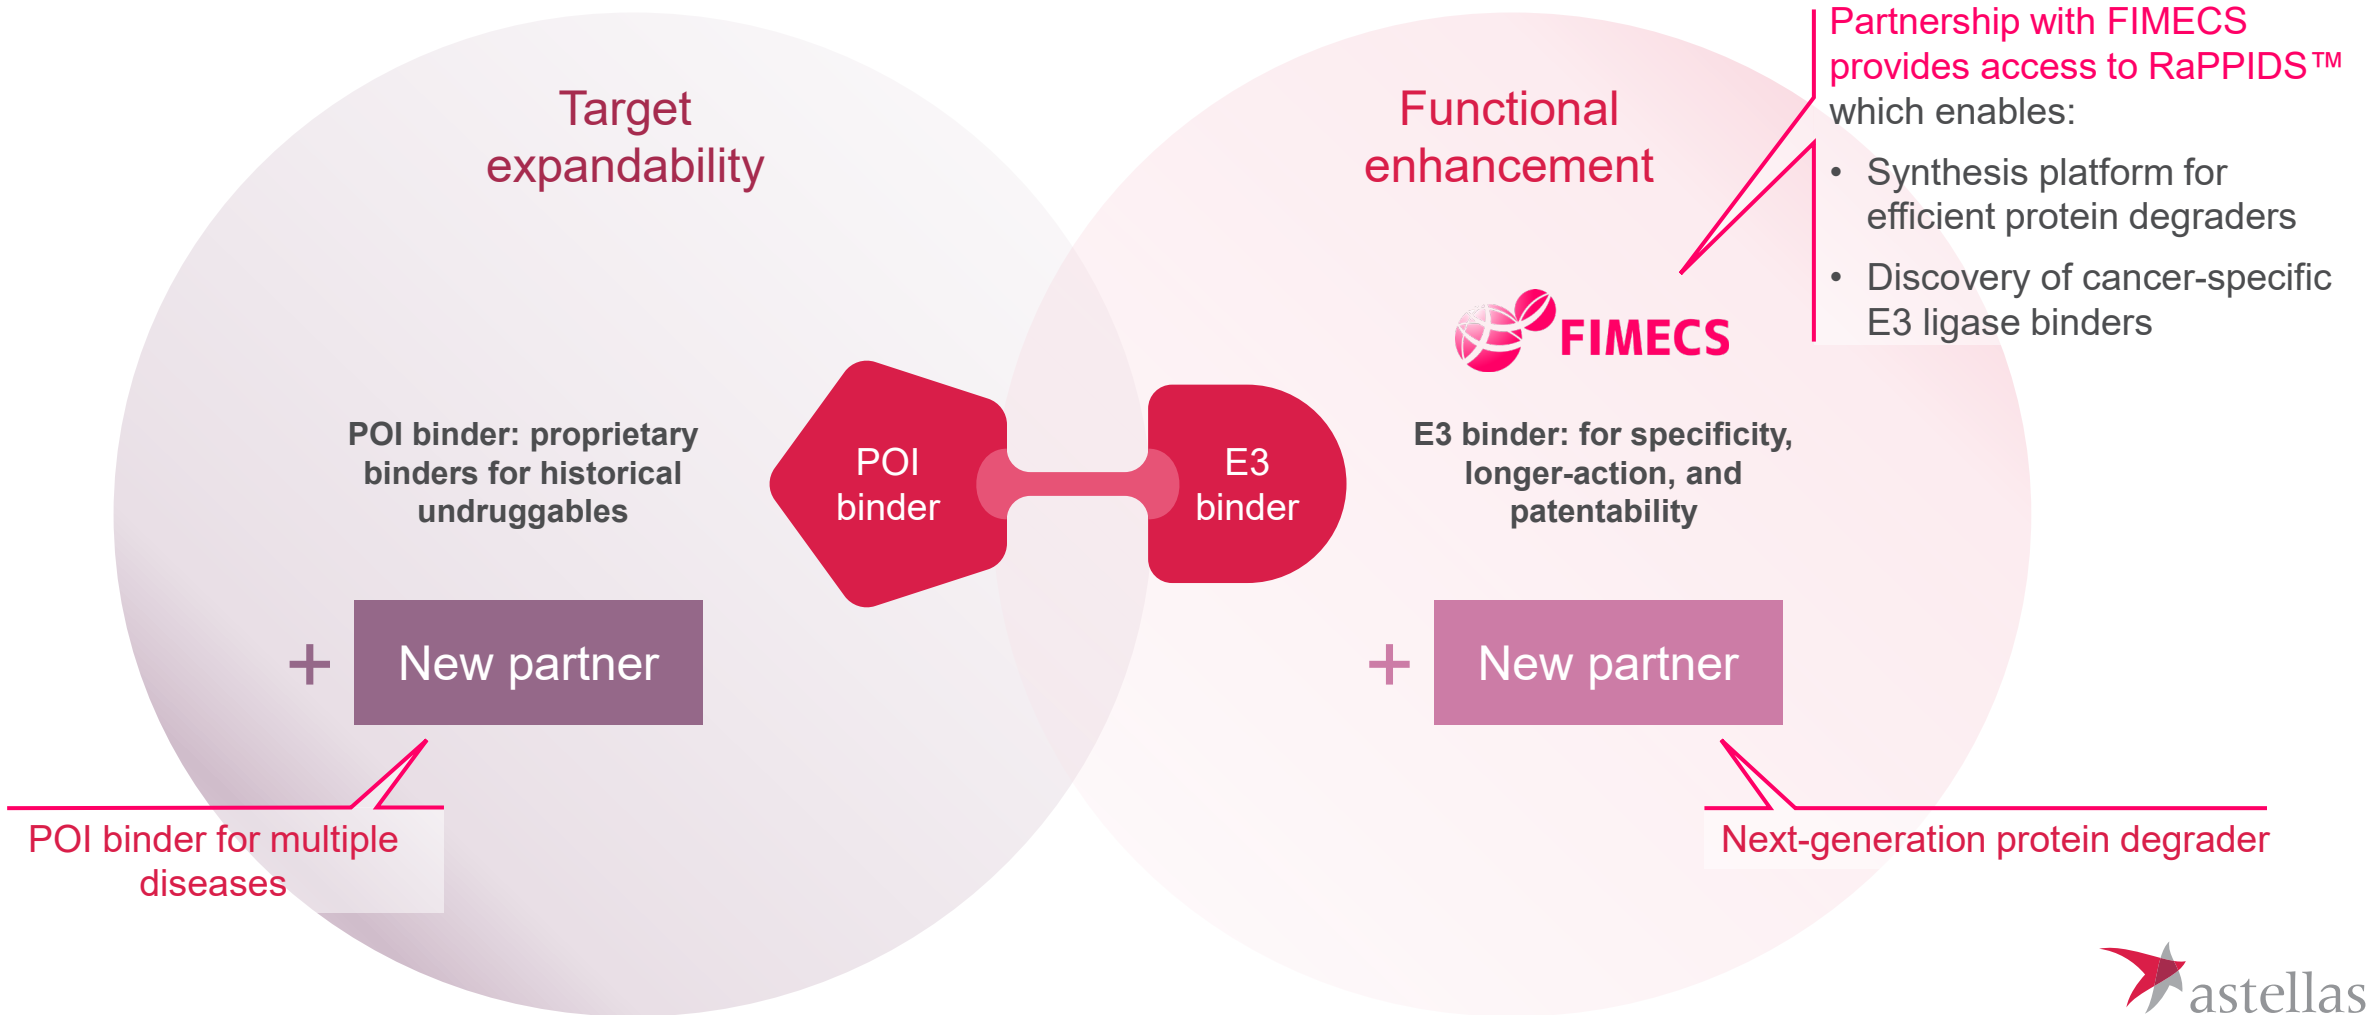 Target
expandability
POI binder: proprietary
binders for historical
undruggables
+ New partner
POI binder for multiple
diseases
POI
binder
E3
binder
Functional
enhancement
FIMECS
E3 binder: for specificity,
longer-action, and
patentability
+ New partner
Next-generation protein degrader
Partnership with FIMECS
provides access to RaPPIDS™
which enables:
• Synthesis platform for
efficient protein degraders
• Discovery of cancer-specific
E3 ligase binders
astellas